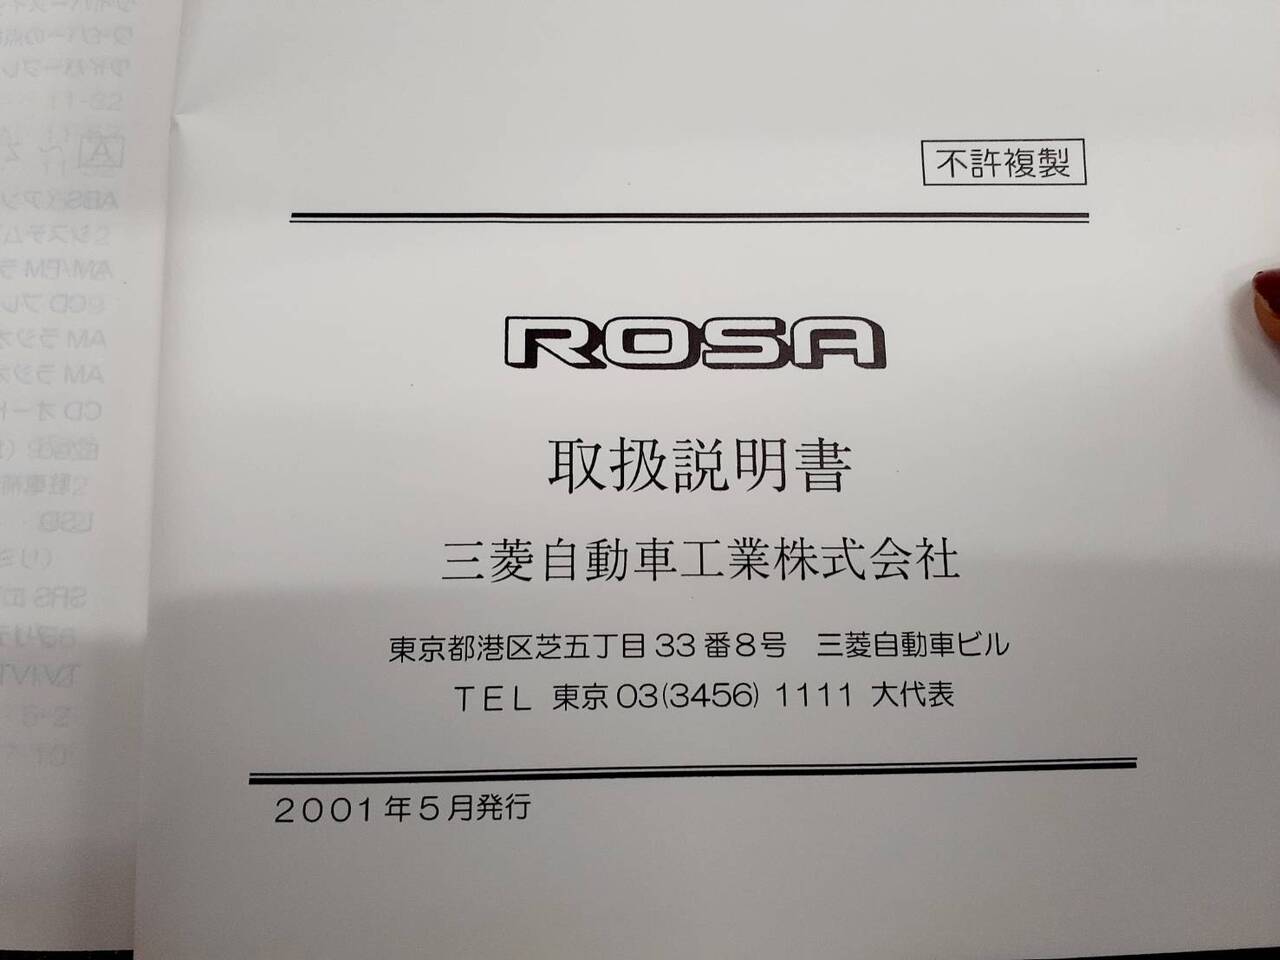 不許複製
ROSA
取扱説明書
三菱自動車工業株式会社
東京都港区芝五丁目33番8号　三菱自動車ビル
TEL 東京03(3456) 1111 大代表
2001年5月発行